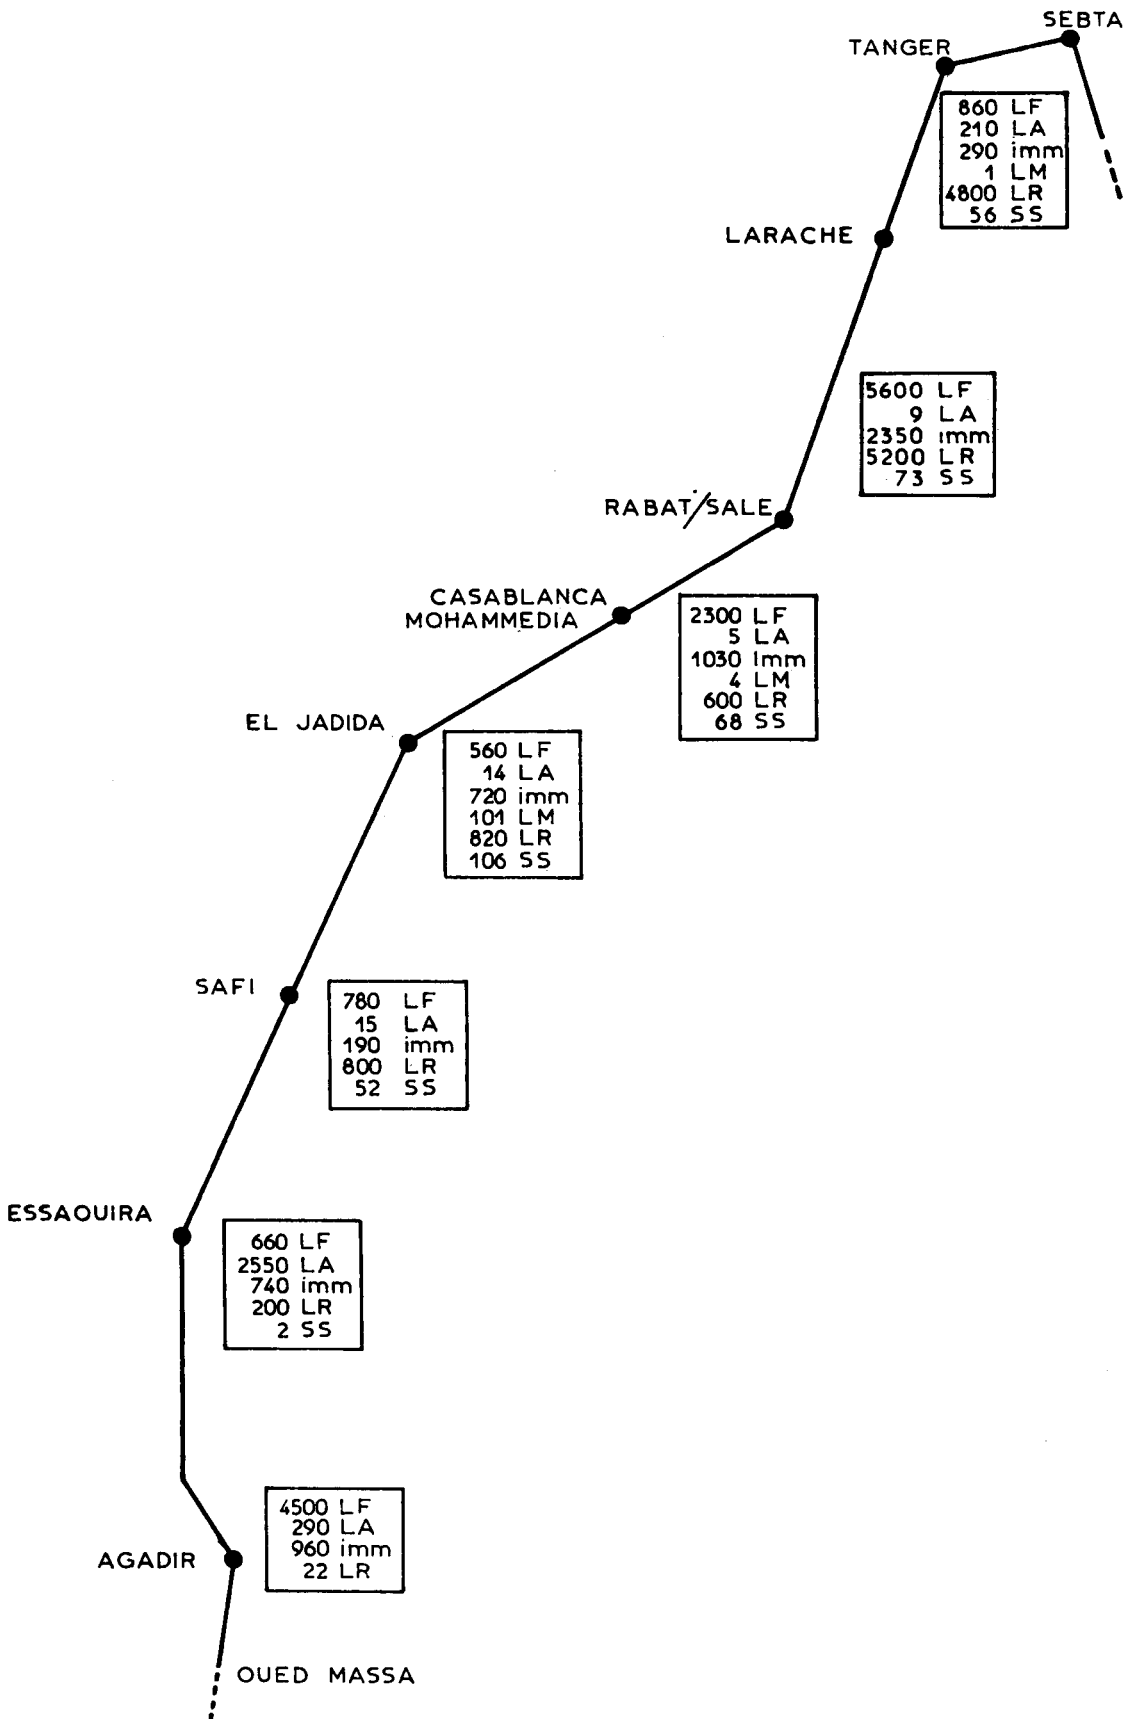 SEBTA
TANGER
860 LF
210 LA
290 imm
1 LM
4800 LR
56 SS
LARACHE
5600 LF
9 LA
2350 imm
5200 LR
73 SS
RABAT/SALE
CASABLANCA
MOHAMMEDIA
2300 LF
5 LA
1030 Imm
4 LM
600 LR
68 SS
EL JADIDA
560 LF
14 LA
720 imm
101 LM
820 LR
106 SS
SAFI
780 LF
15 LA
190 imm
800 LR
52 SS
ESSAOUIRA
660 LF
2550 LA
740 imm
200 LR
2 SS
4500 LF
290 LA
960 imm
22 LR
AGADIR
OUED MASSA